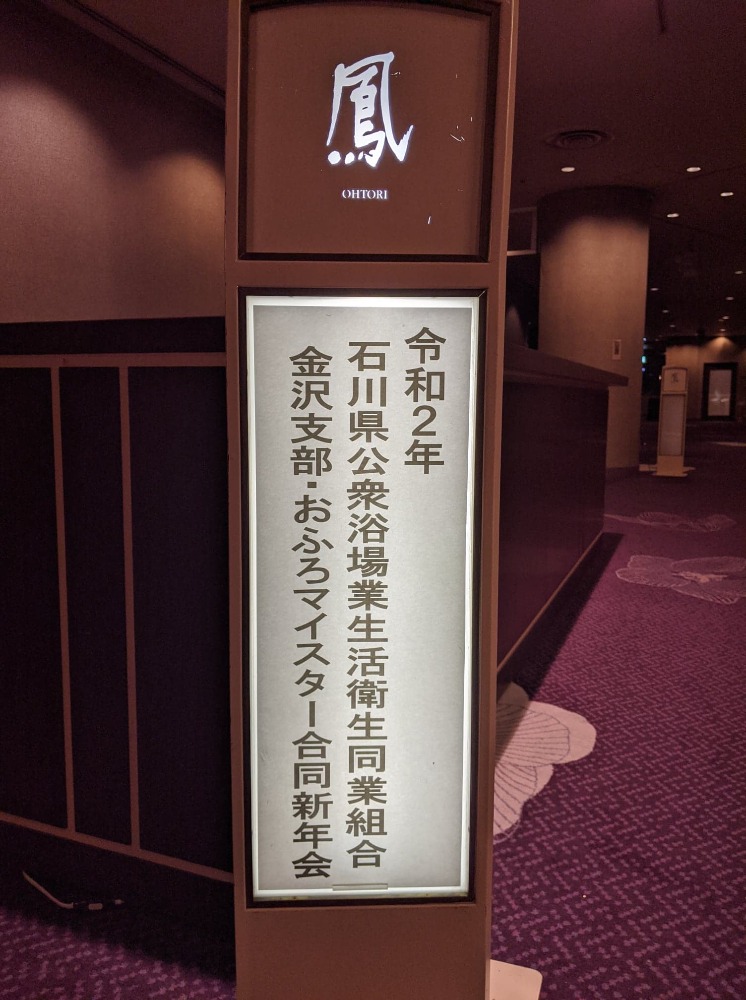 鳳
OHTORI
令和2年
石川県公衆浴場業生活衛生同業組合
金沢支部・おふろマイスター合同新年会